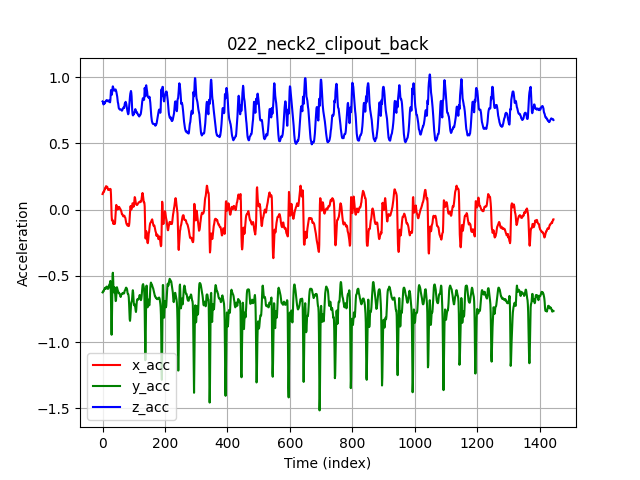 022_neck2_clipout_back
1.0
0.5
0.0
−0.5
−1.0
−1.5
Acceleration
x_acc
y_acc
z_acc
0 200 400 600 800 1000 1200 1400
Time (index)